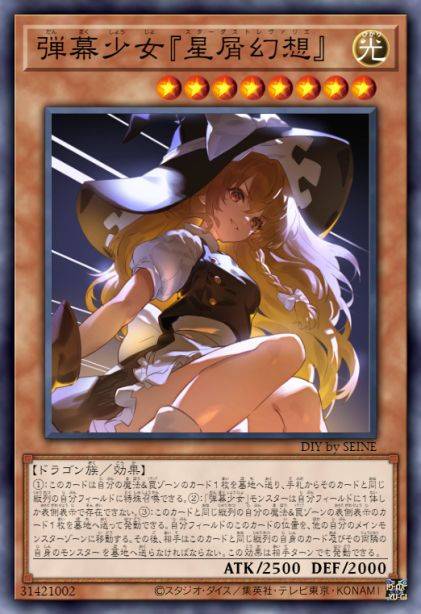 弾幕少女『星屑幻想』
光
DIY by SEINE
【ドラゴン族／効果】
①：このカードは自分の魔法&罠ゾーンのカード1枚を墓地へ送り、手札からそのカードと同じ
縦列の自分フィールドに特殊召喚できる。②：「弾幕少女」モンスターは自分フィールドに1体し
か表側表示で存在できない。③：このカードと同じ縦列の自分の魔法&罠ゾーンの表側表示のカ
ード1枚を墓地へ送って発動できる。自分フィールドのこのカードの位置を、他の自分のメインモ
ンスターゾーンに移動する。その後、相手はこのカードと同じ縦列の自身のカード及びその両隣
の自身のモンスターを墓地へ送らなければならない。この効果は相手ターンでも発動できる。
ATK/2500 DEF/2000
31421002
©スタジオ・ダイス／集英社・テレビ東京・KONAMI